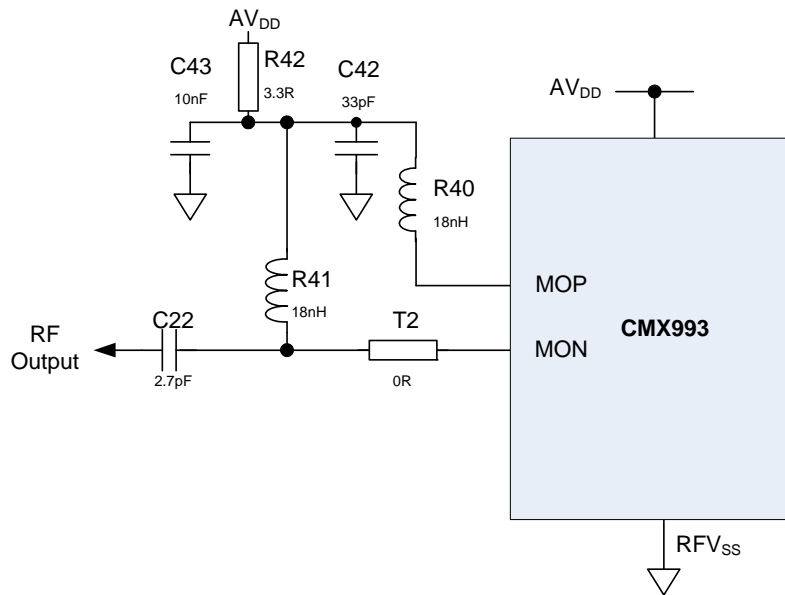 AVDD
C43
R42
C42
10nF
3.3R
33pF
AVDD
R40
18nH
R41
18nH
MOP
CMX993
C22
T2
RF
Output
MON
2.7pF
0R
RFVSS